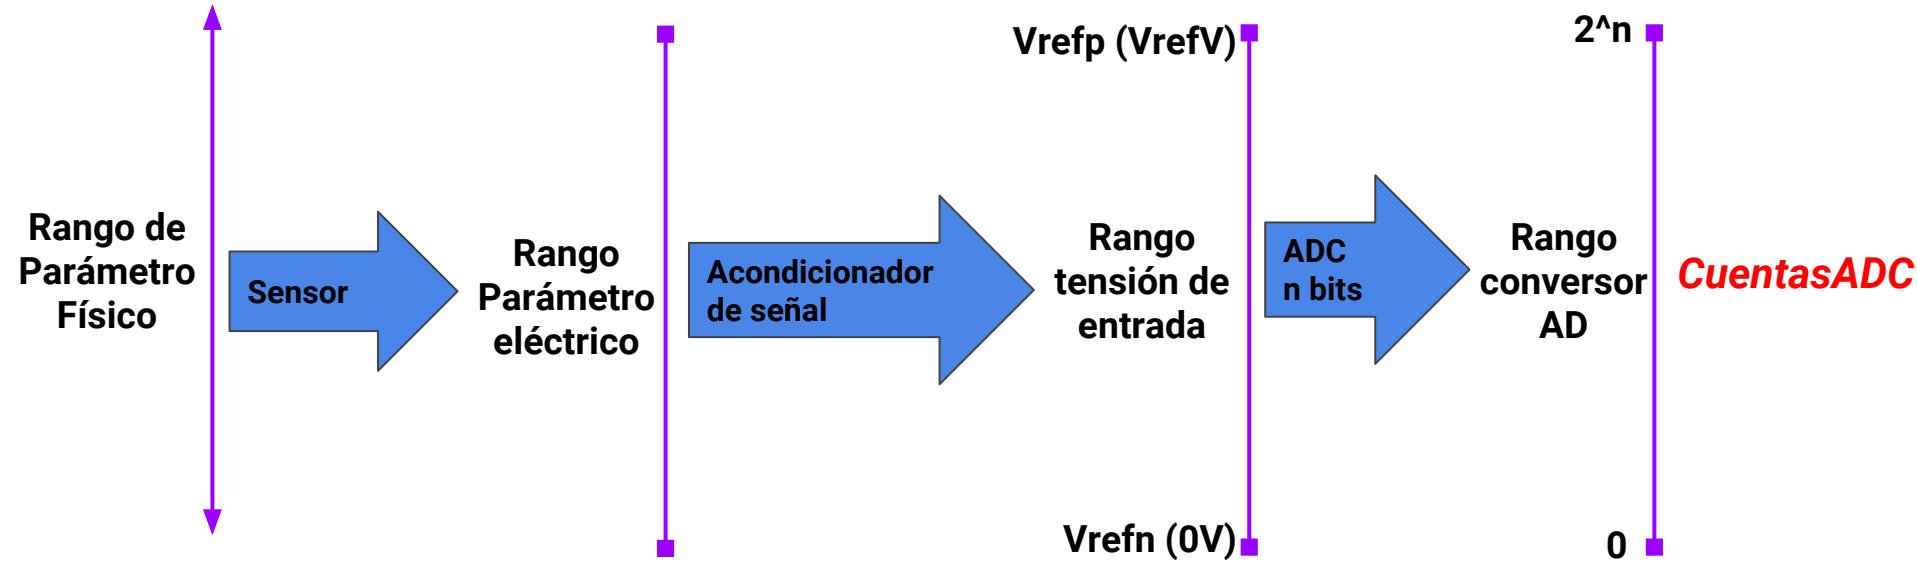 Rango de
Parámetro
Físico
Sensor
Rango
Parámetro
eléctrico
Acondicionador
de señal
Vrefp (VrefV)
Rango
tensión de
entrada
Vrefn (0V)
ADC
n bits
2^n
Rango
conversor
AD
0
CuentasADC